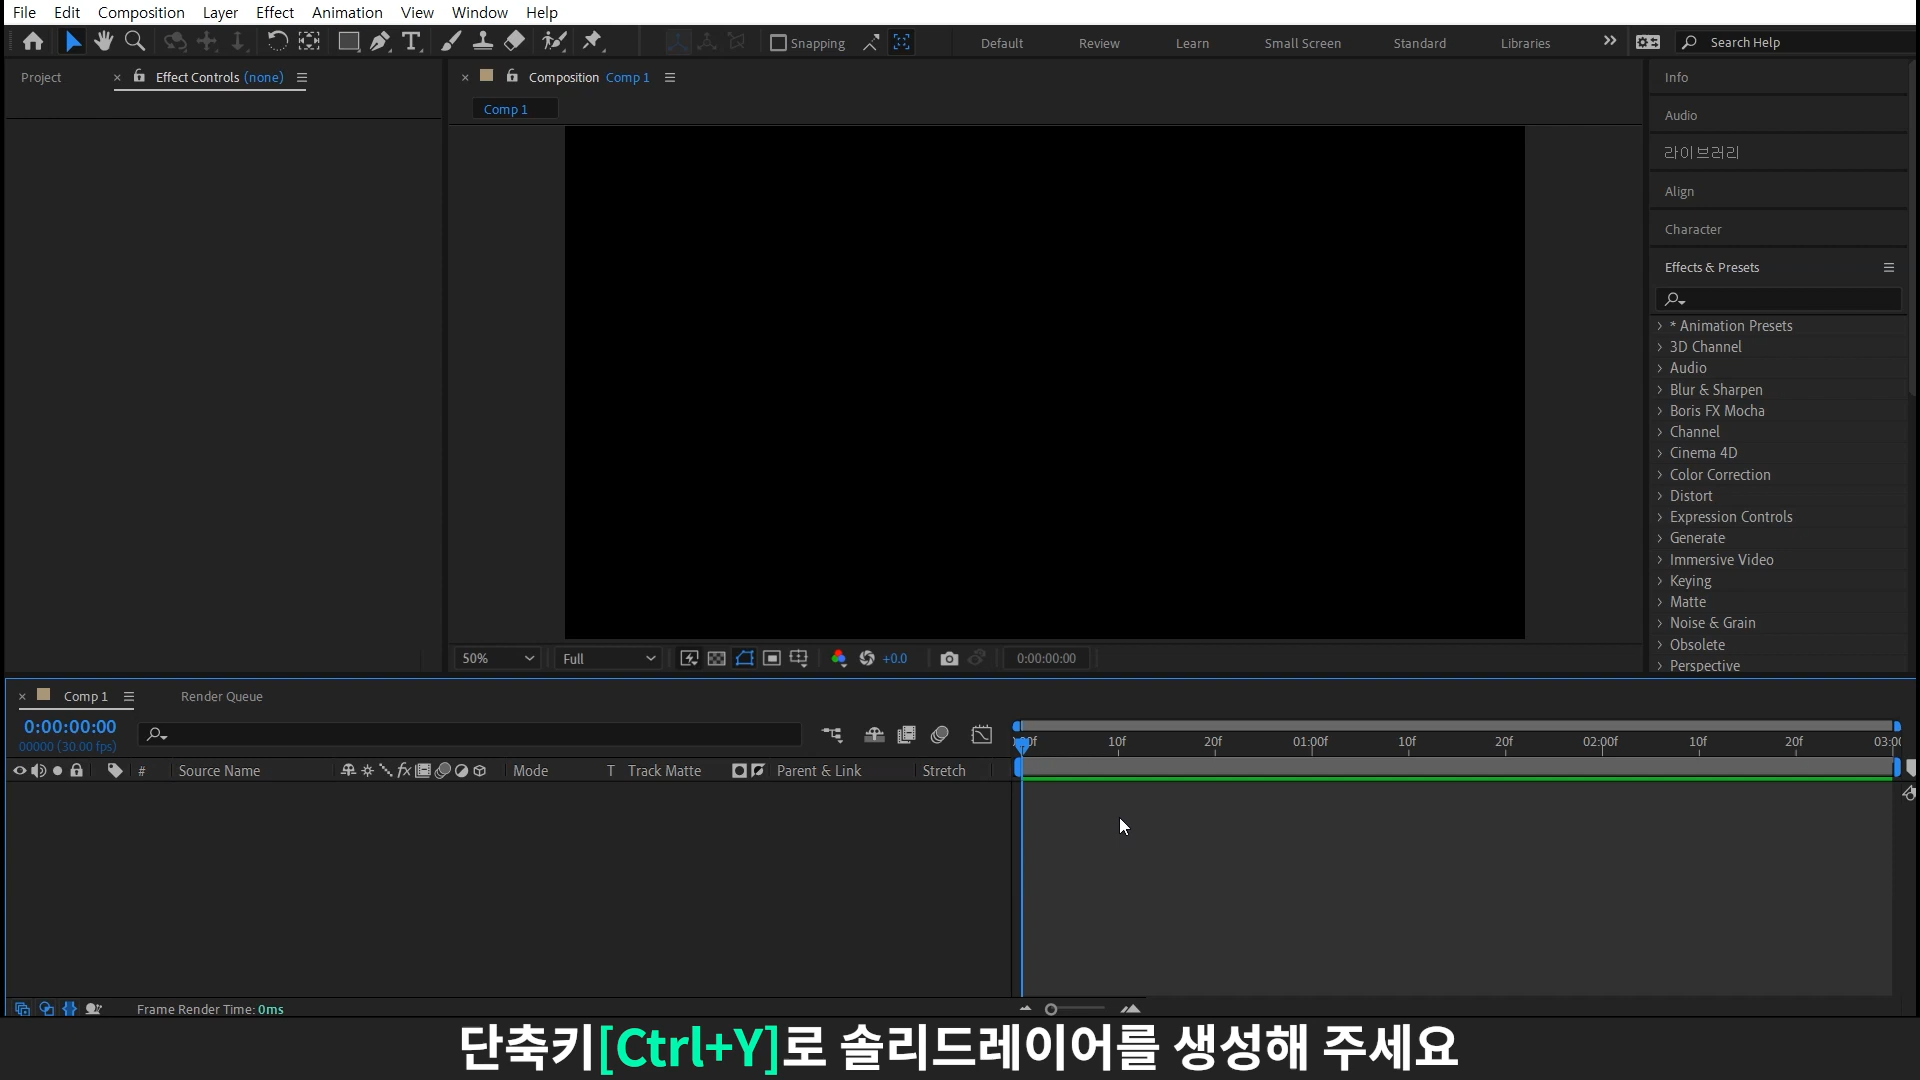 File Edit Composition Layer Effect Animation View Window Help
Snapping Default Review Learn Small Screen Standard Libraries Search Help
Project Effect Controls (none) Composition Comp 1
Comp 1
Info
Audio
라이브러리
Align
Character
Effects & Presets
* Animation Presets
3D Channel
Audio
Blur & Sharpen
Boris FX Mocha
Channel
Cinema 4D
Color Correction
Distort
Expression Controls
Generate
Immersive Video
Keying
Matte
Noise & Grain
Obsolete
Perspective
50% Full +0.0 0:00:00:00
Comp 1 Render Queue
0:00:00:00
00000 (30.00 fps)
10f 20f 01:00f 10f 20f 02:00f 10f 20f
# Source Name Mode T Track Matte Parent & Link Stretch
Frame Render Time: 0ms
단축키[Ctrl+Y]로 솔리드레이어를 생성해 주세요